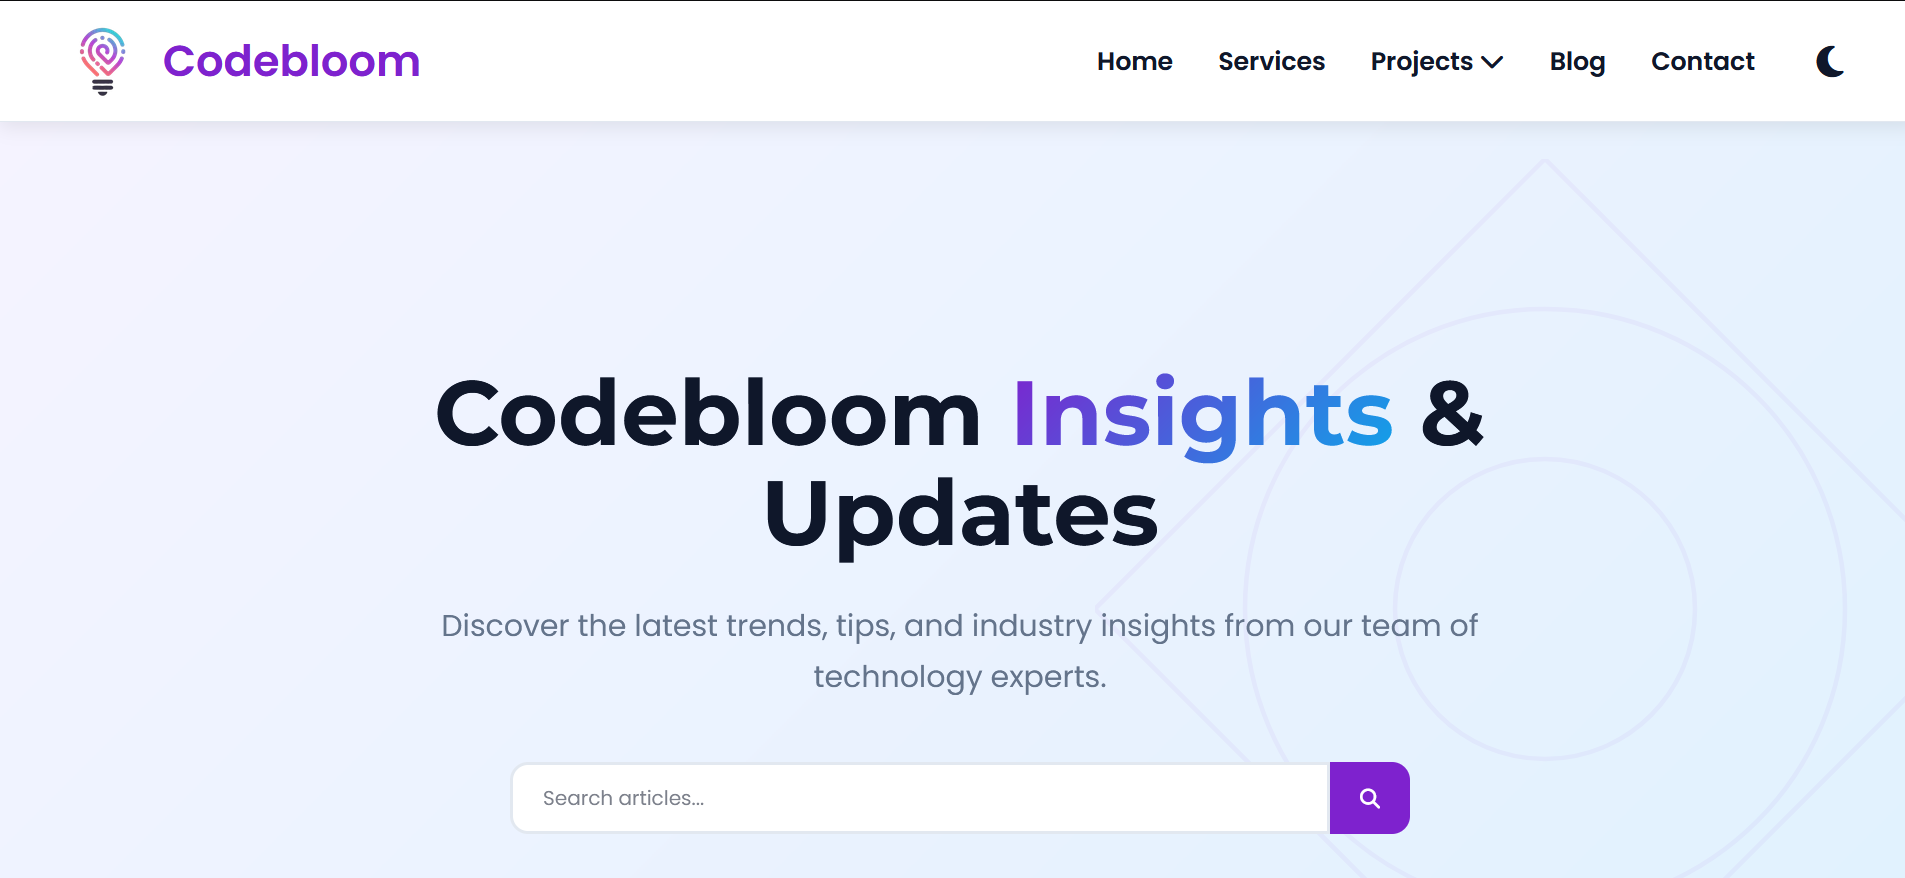 Codebloom
Home
Services
Projects
Blog
Contact
Codebloom Insights &
Updates
Discover the latest trends, tips, and industry insights from our team of
technology experts.
Search articles...